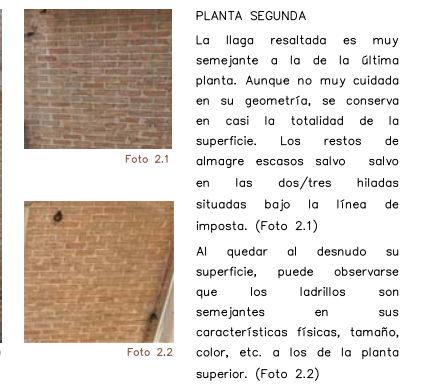 PLANTA SEGUNDA
La llaga resaltada es muy
semejante a la de la última
planta. Aunque no muy cuidada
en su geometría, se conserva
en casi la totalidad de la
superficie. Los restos de
almagre escasos salvo salvo
en las dos/tres hiladas
situadas bajo la línea de
imposta. (Foto 2.1)
Al quedar al desnudo su
superficie, puede observarse
que los ladrillos son
semejantes en sus
características físicas, tamaño,
color, etc. a los de la planta
superior. (Foto 2.2)
Foto 2.1
Foto 2.2